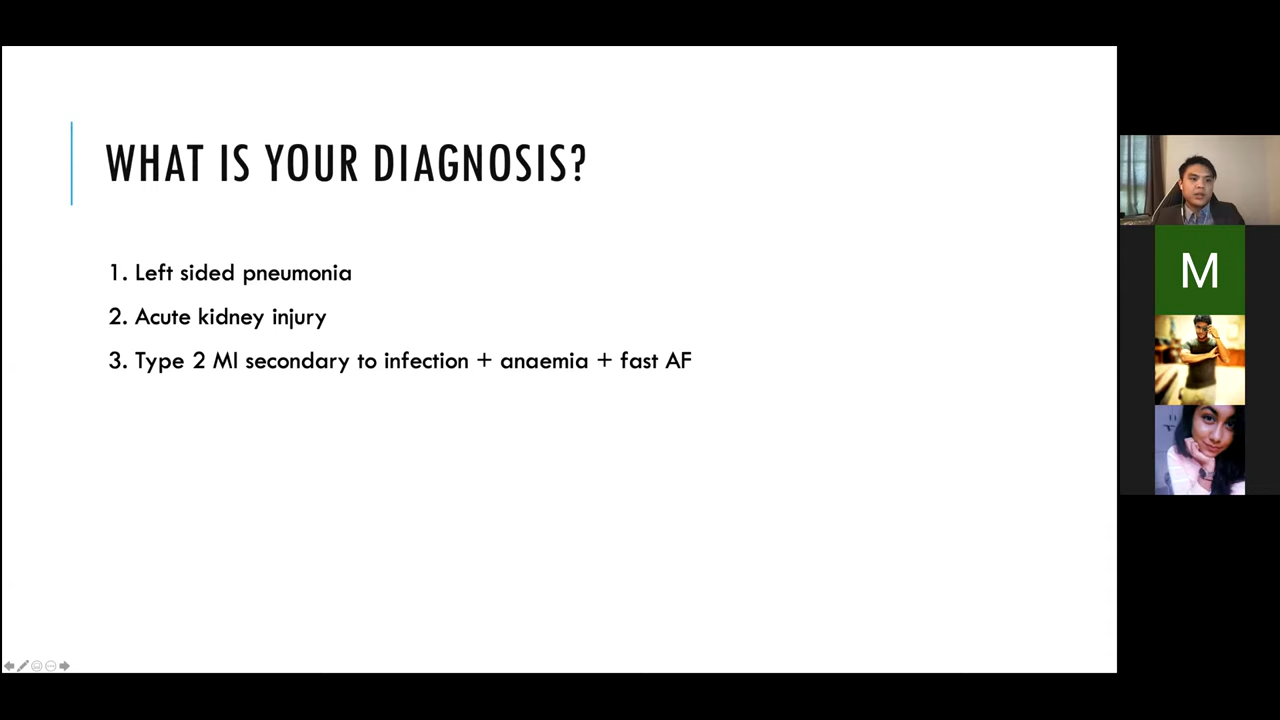 WHAT IS YOUR DIAGNOSIS?
1. Left sided pneumonia
2. Acute kidney injury
3. Type 2 MI secondary to infection + anaemia + fast AF
M